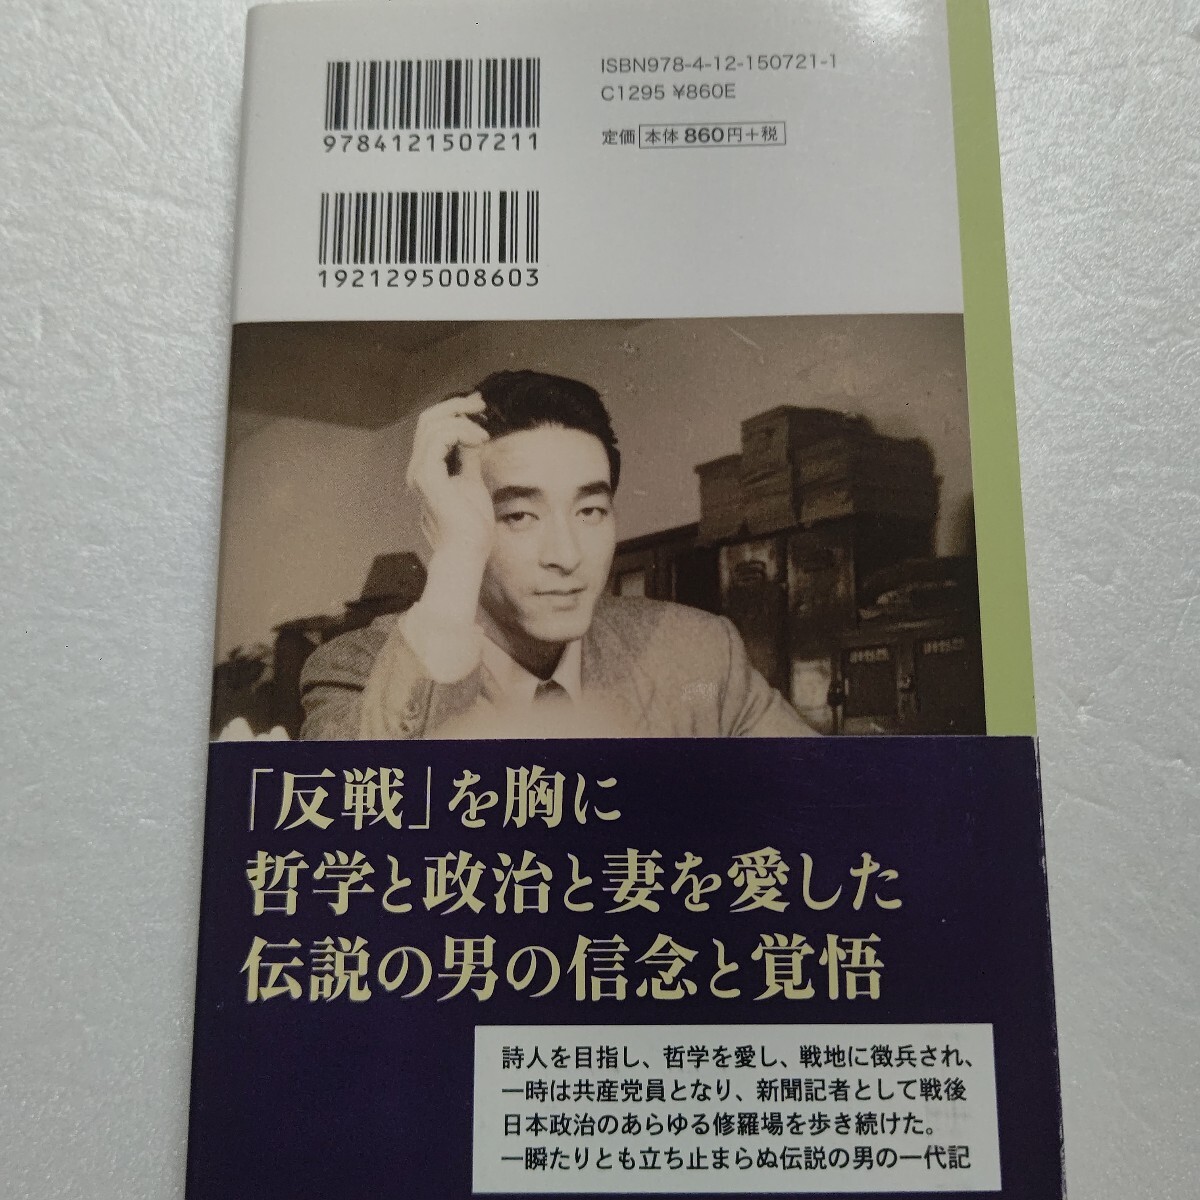 ISBN978-4-12-150721-1
C1295 ¥860E
定価 本体 860円+税
9784121507211
1921295008603
「反戦」を胸に
哲学と政治と妻を愛した
伝説の男の信念と覚悟
詩人を目指し、哲学を愛し、戦地に徴兵され、
一時は共産党員となり、新聞記者として戦後
日本政治のあらゆる修羅場を歩き続けた。
一瞬たりとも立ち止まらぬ伝説の男の一代記